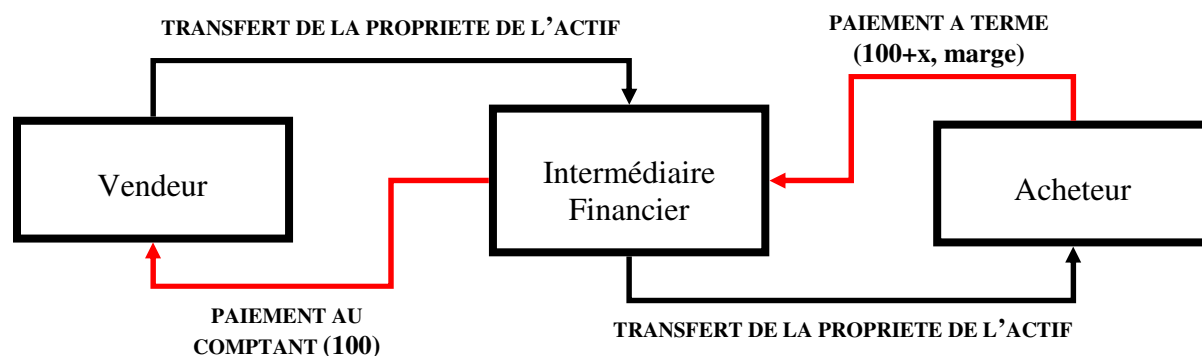 TRANSFERT DE LA PROPRIETE DE L’ACTIF
PAIEMENT A TERME
(100+x, marge)
Vendeur
Intermédiaire
Financier
Acheteur
PAIEMENT AU
COMPTANT (100)
TRANSFERT DE LA PROPRIETE DE L’ACTIF